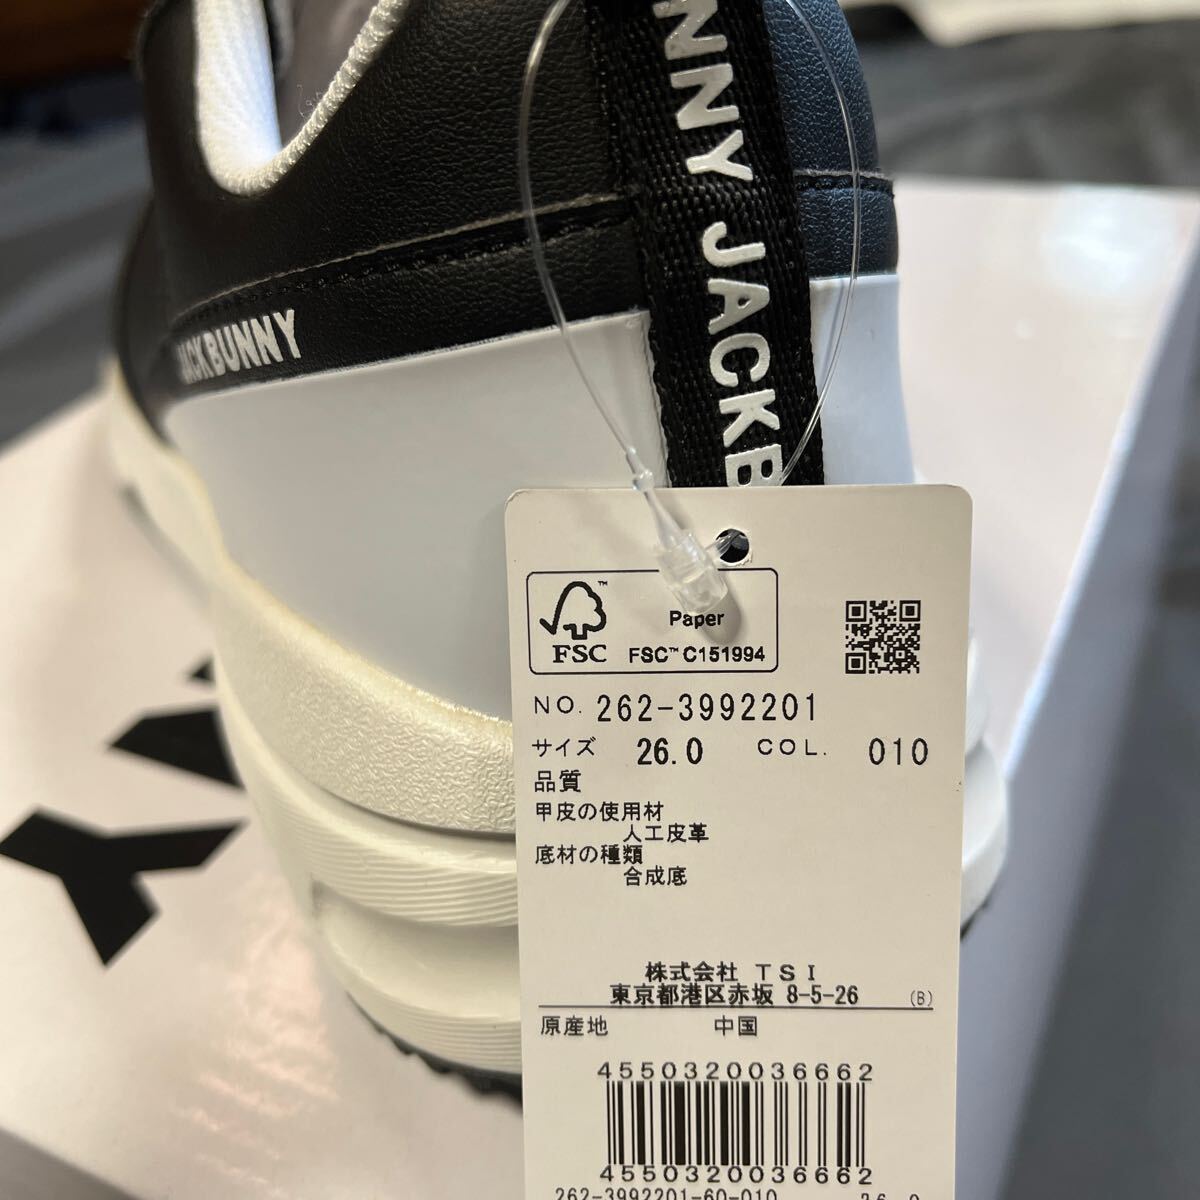 NNY JACKB
JACKBUNNY
FSC
Paper
FSC™ C151994
NO. 262-3992201
サイズ 26.0 COL. 010
品質
甲皮の使用材
人工皮革
底材の種類
合成底
株式会社 TSI
東京都港区赤坂 8-5-26 (B)
原産地 中国
4550320036662
4550320036662
262-3992201-60-010 26.0